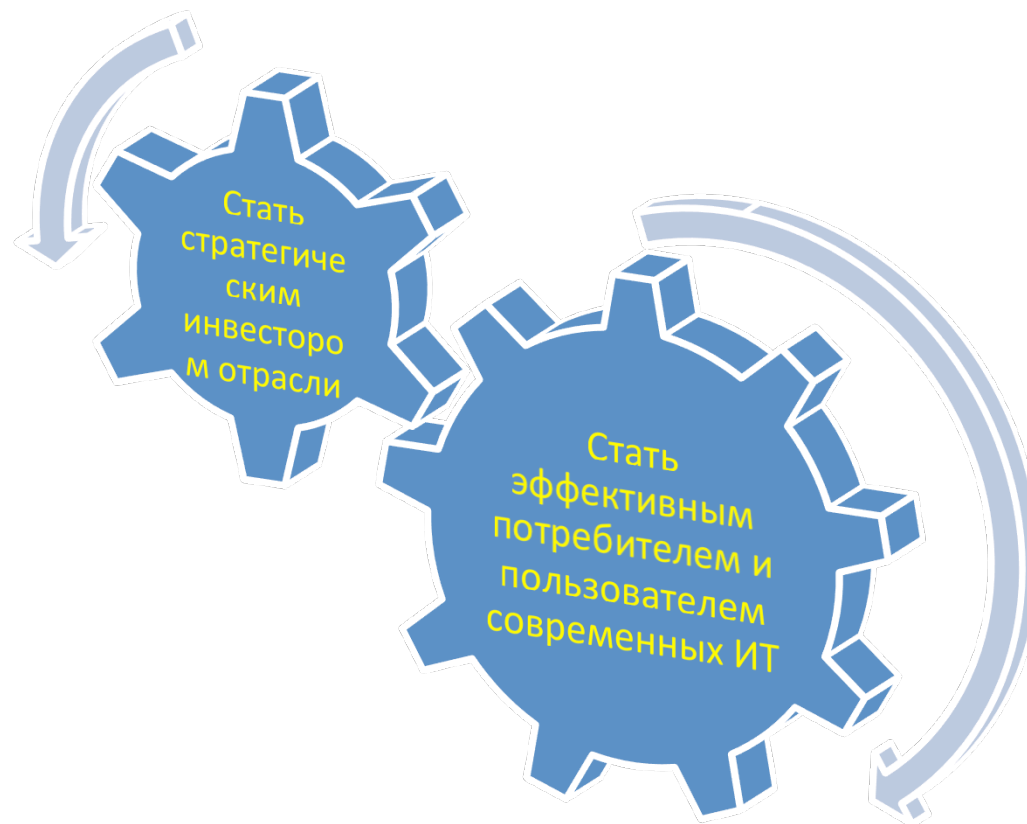 Стать
стратегиче
ским
инвесторо
м отрасли
Стать
эффективным
потребителем и
пользователем
современных ИТ